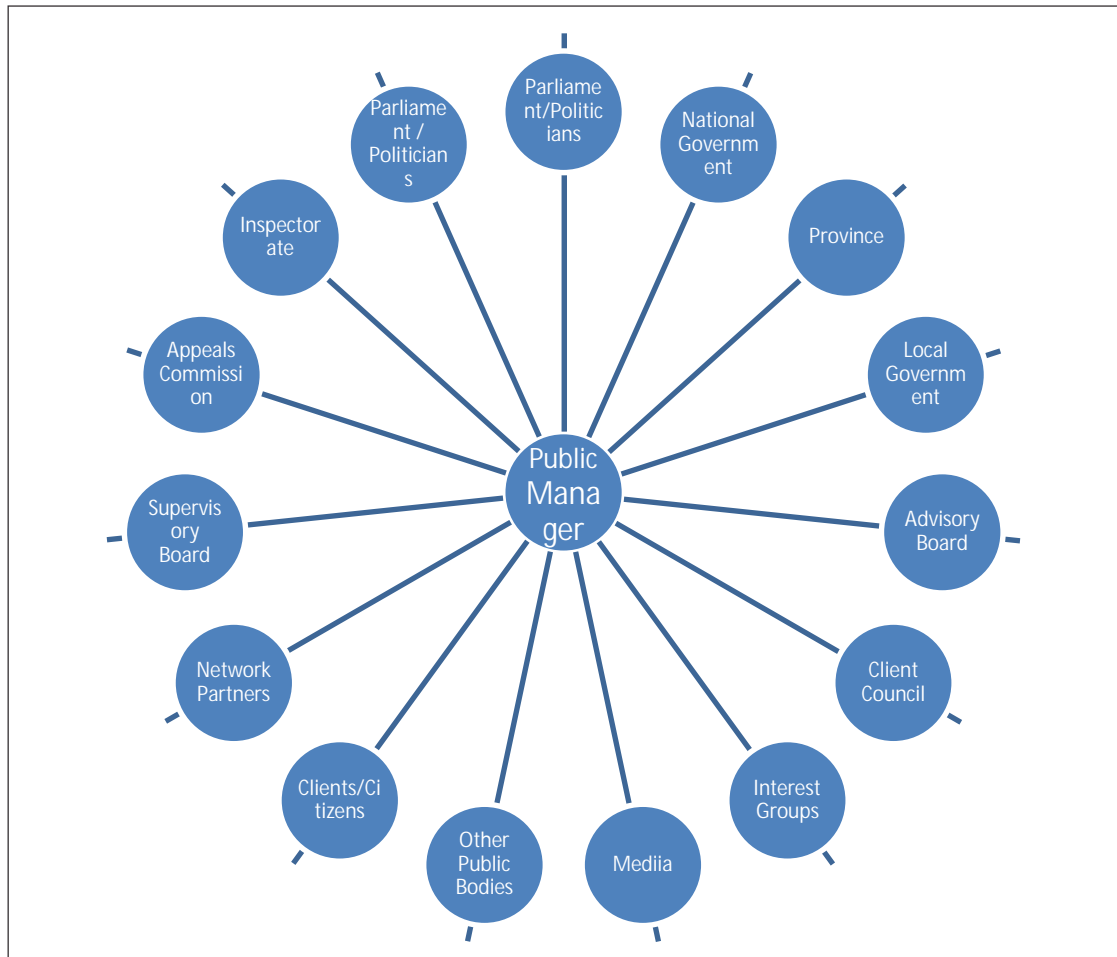 Parliame
nt/Politic
ians
National
Governm
ent
Province
Local
Governm
ent
Advisory
Board
Client
Council
Interest
Groups
Mediia
Other
Public
Bodies
Clients/Ci
tizens
Network
Partners
Supervis
ory
Board
Appeals
Commissi
on
Inspector
ate
Parliame
nt /
Politician
s
Public
Mana
ger